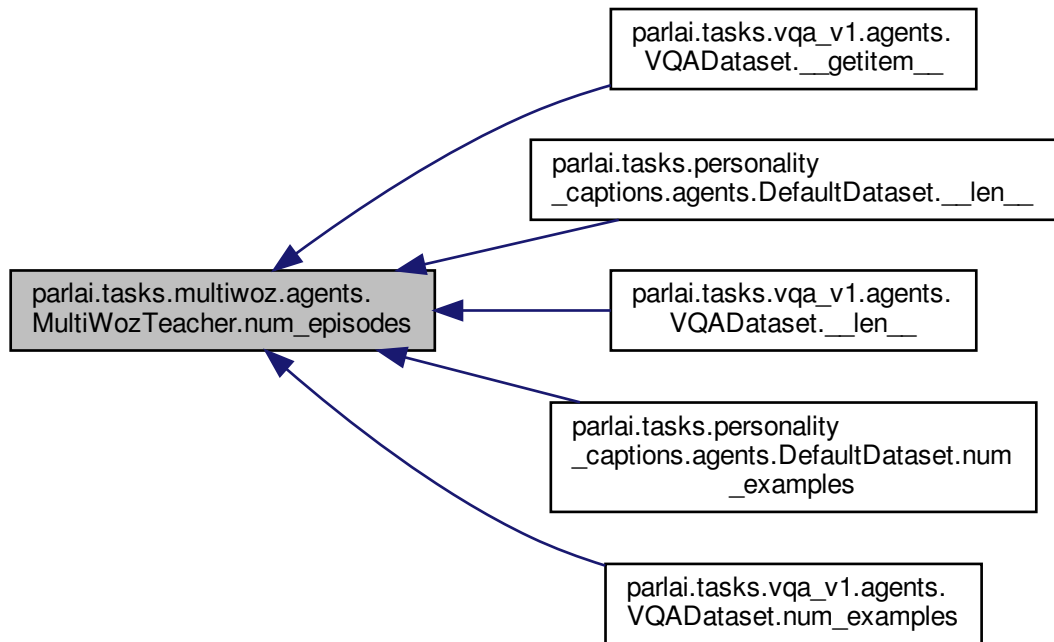 parlai.tasks.vqa_v1.agents.
VQADataset.__getitem__
parlai.tasks.personality
_captions.agents.DefaultDataset.__len__
parlai.tasks.multiwoz.agents.
MultiWozTeacher.num_episodes
parlai.tasks.vqa_v1.agents.
VQADataset.__len__
parlai.tasks.personality
_captions.agents.DefaultDataset.num
_examples
parlai.tasks.vqa_v1.agents.
VQADataset.num_examples